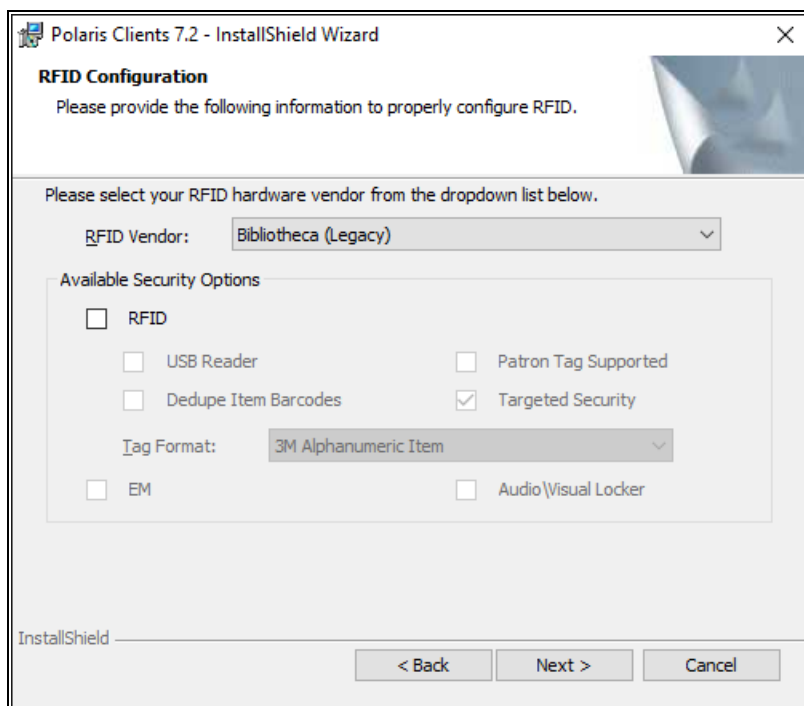 Polaris Clients 7.2 - InstallShield Wizard
RFID Configuration
Please provide the following information to properly configure RFID.
Please select your RFID hardware vendor from the dropdown list below.
RFID Vendor: Bibliotheca (Legacy)
Available Security Options
RFID
USB Reader Patron Tag Supported
Dedupe Item Barcodes Targeted Security
Tag Format: 3M Alphanumeric Item
EM Audio\Visual Locker
InstallShield
< Back Next > Cancel